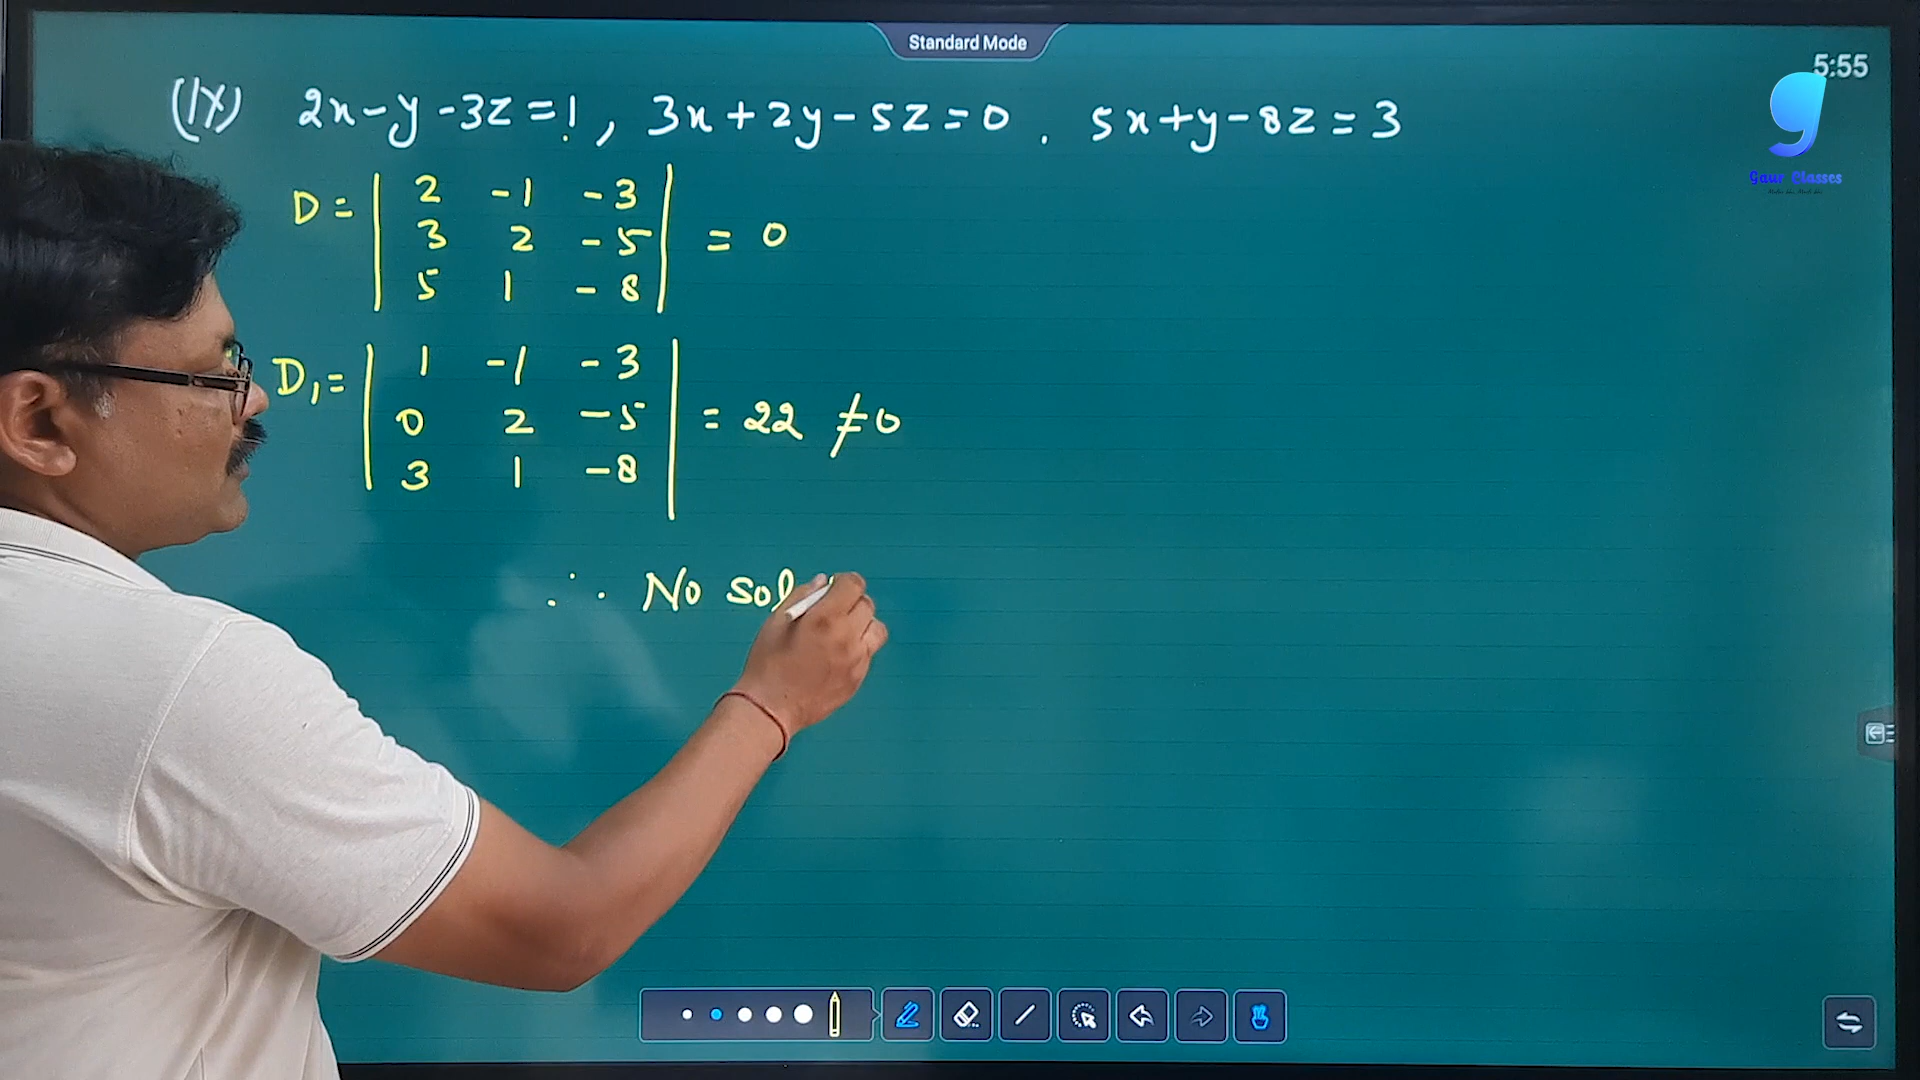 Standard Mode
5:55
(IX) 2x-y-3z=1, 3x+2y-5z=0. 5x+y-8z=3
Gaur Classes
D= | 2 -1 -3 |
| 3 2 -5 | = 0
| 5 1 -8 |
D₁= | 1 -1 -3 |
| 0 2 -5 | = 22 ≠0
| 3 1 -8 |
∴ No sol